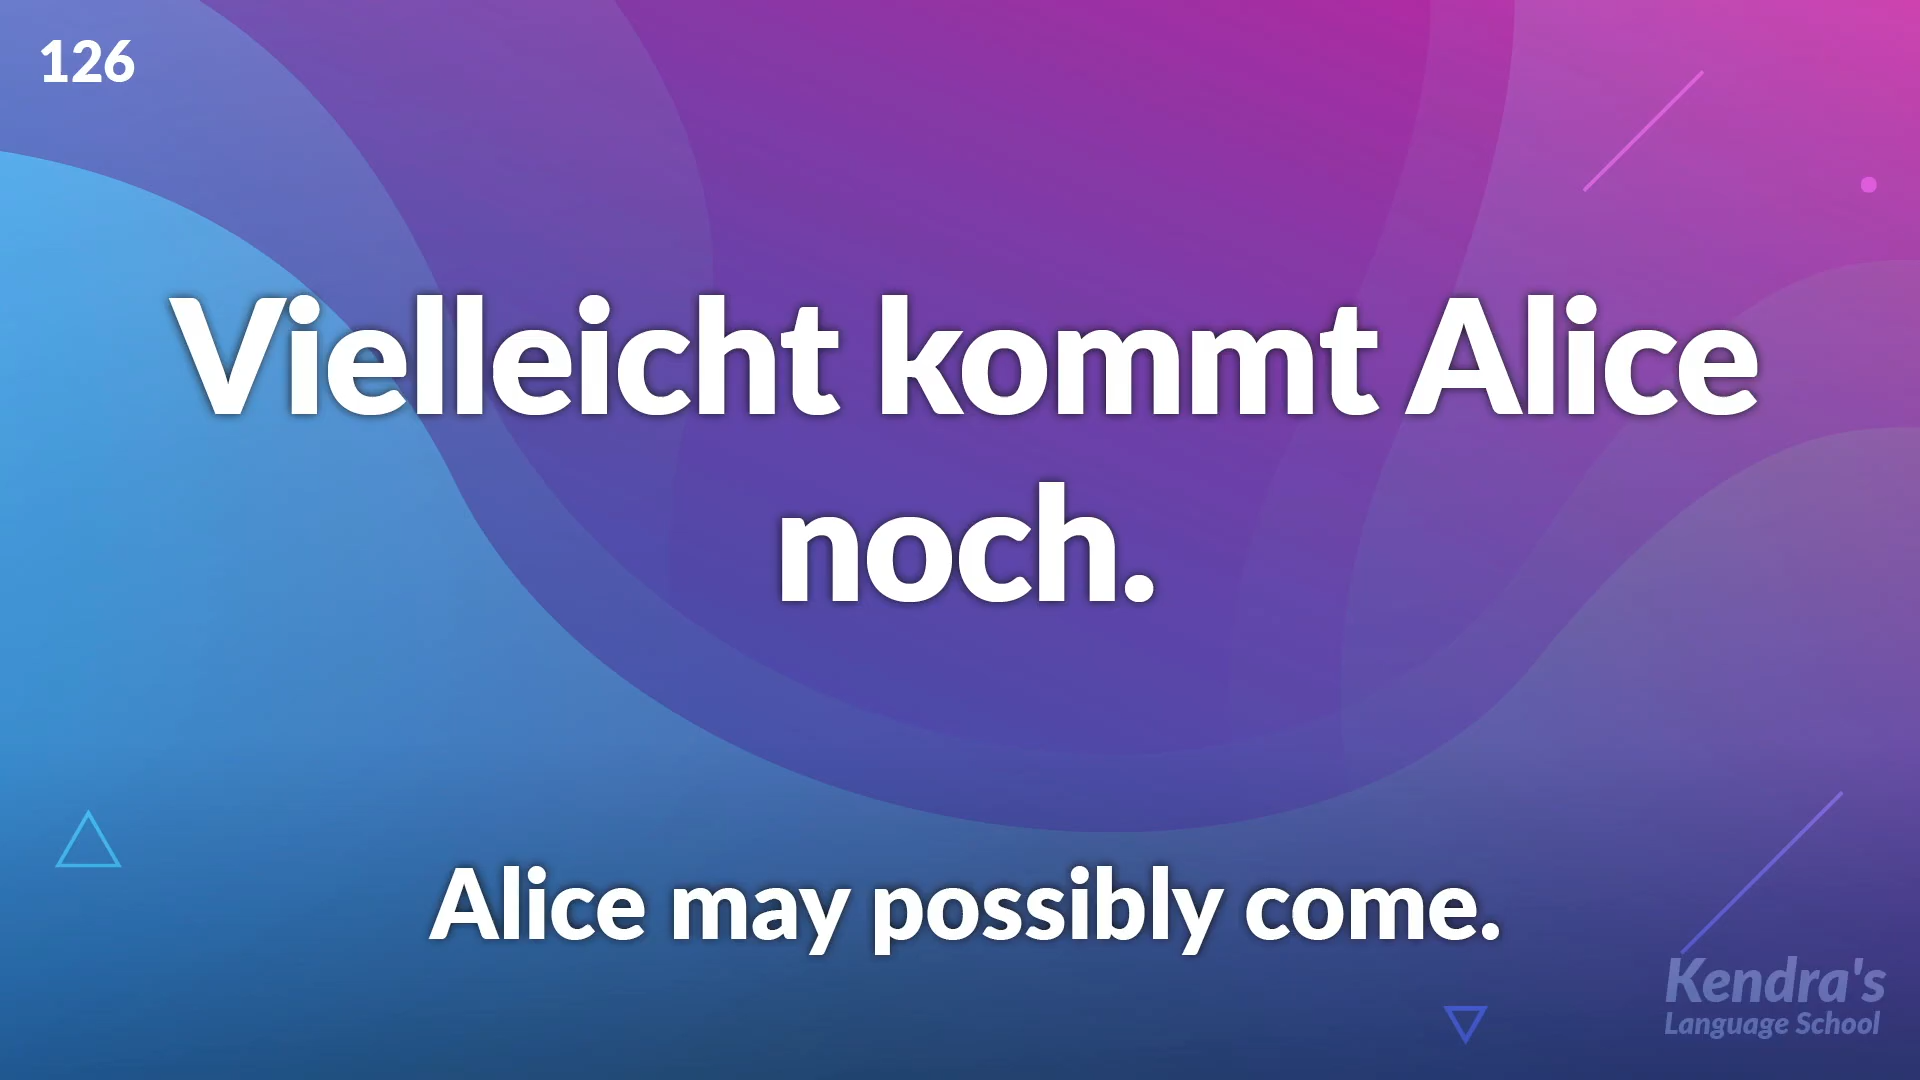 126
Vielleicht kommt Alice
noch.
Alice may possibly come.
Kendra's
Language School